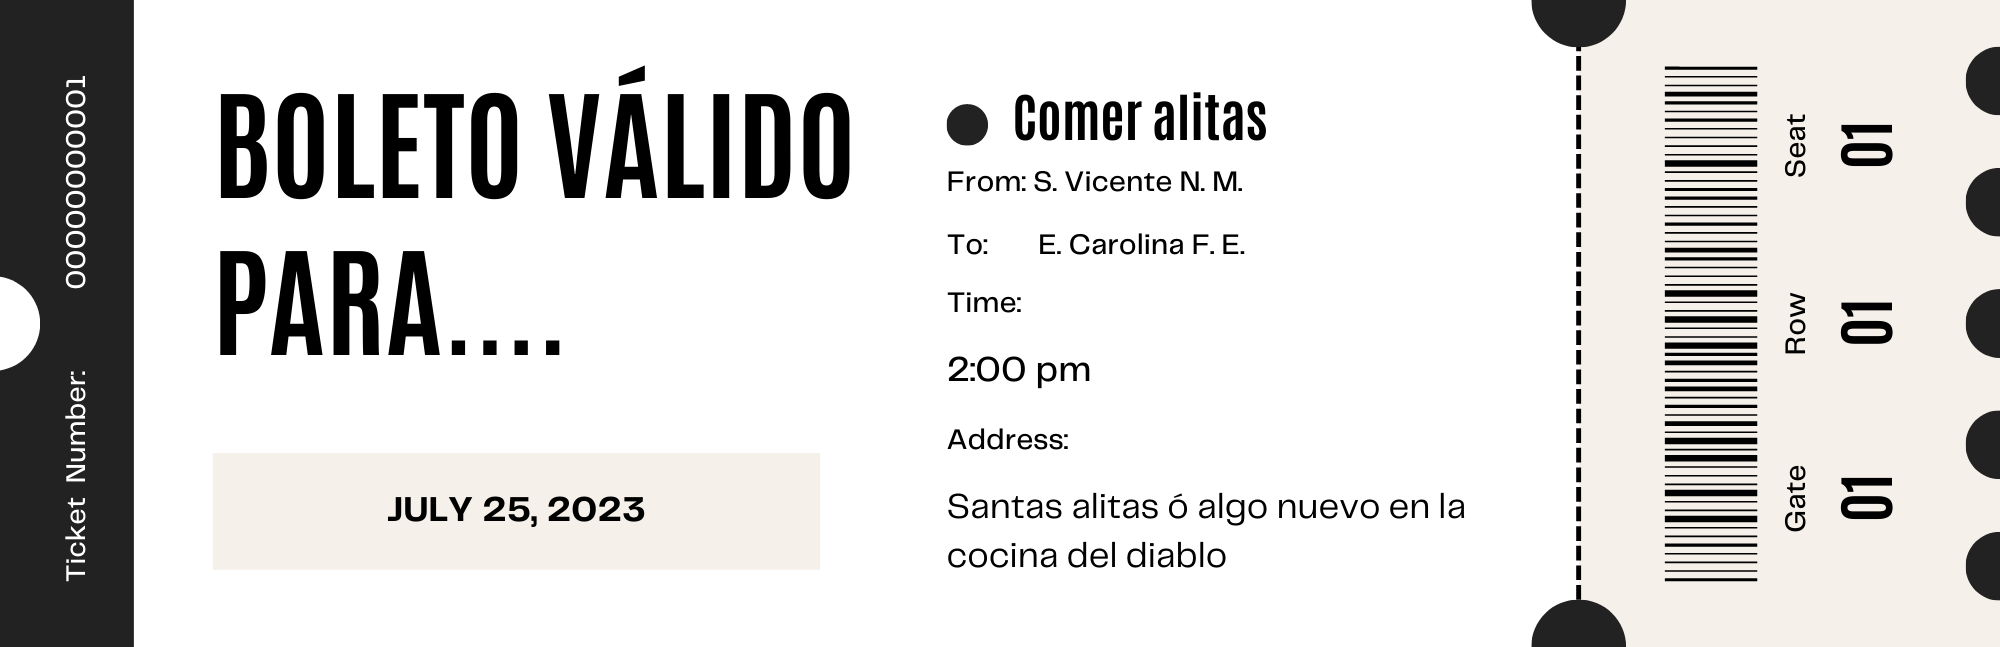 Ticket Number: 000000000001
BOLETO VÁLIDO
PARA....
JULY 25, 2023
Comer alitas
From: S. Vicente N. M.
To: E. Carolina F. E.
Time:
2:00 pm
Address:
Santas alitas ó algo nuevo en la
cocina del diablo
Gate 01
Row 01
Seat 01